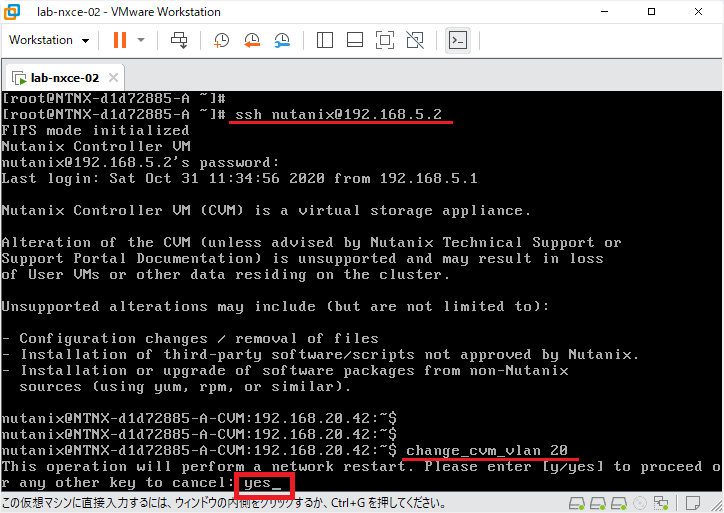 lab-nxce-02 - VMware Workstation
Workstation
lab-nxce-02
[root@NTNX-d1d72885-A ~]#
[root@NTNX-d1d72885-A ~]# ssh nutanix@192.168.5.2
FIPS mode initialized
Nutanix Controller VM
nutanix@192.168.5.2's password:
Last login: Sat Oct 31 11:34:56 2020 from 192.168.5.1
Nutanix Controller VM (CVM) is a virtual storage appliance.
Alteration of the CVM (unless advised by Nutanix Technical Support or
Support Portal Documentation) is unsupported and may result in loss
of User VMs or other data residing on the cluster.
Unsupported alterations may include (but are not limited to):
- Configuration changes / removal of files
- Installation of third-party software/scripts not approved by Nutanix.
- Installation or upgrade of software packages from non-Nutanix
sources (using yum, rpm, or similar).
nutanix@NTNX-d1d72885-A-CVM:192.168.20.42:~$
nutanix@NTNX-d1d72885-A-CVM:192.168.20.42:~$
nutanix@NTNX-d1d72885-A-CVM:192.168.20.42:~$ change_cvm_vlan 20
This operation will perform a network restart. Please enter [y/yes] to proceed o
r any other key to cancel: yes_
この仮想マシンに直接入力するには、ウィンドウの内側をクリックするか、Ctrl+G を押してください。